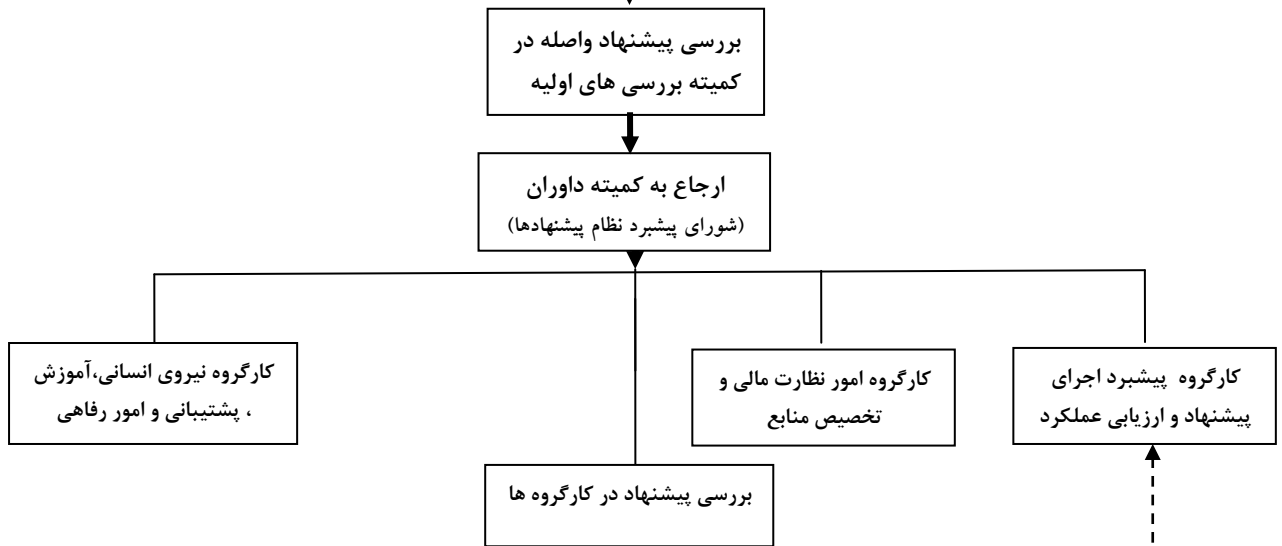 بررسی پیشنهاد واصله در
کمیته بررسی های اولیه
ارجاع به کمیته داوران
(شورای پیشبرد نظام پیشنهادها)
کارگروه پیشبرد اجرای
پیشنهاد و ارزیابی عملکرد
کارگروه امور نظارت مالی و
تخصیص منابع
کارگروه نیروی انسانی،آموزش
، پشتیبانی و امور رفاهی
بررسی پیشنهاد در کارگروه ها